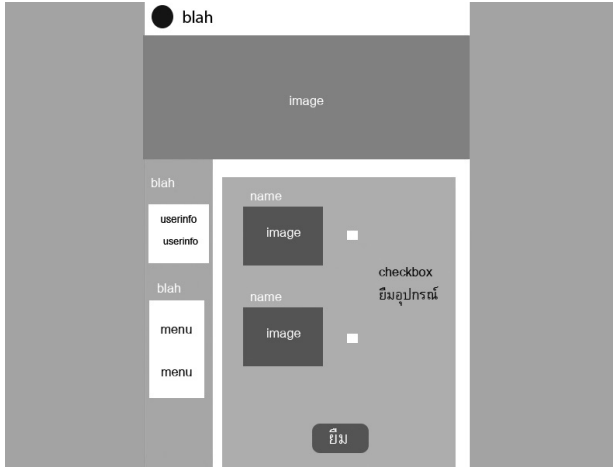 blah
image
blah
userinfo
userinfo
blah
menu
menu
name
image
name
image
checkbox
ยืมอุปกรณ์
ยืม